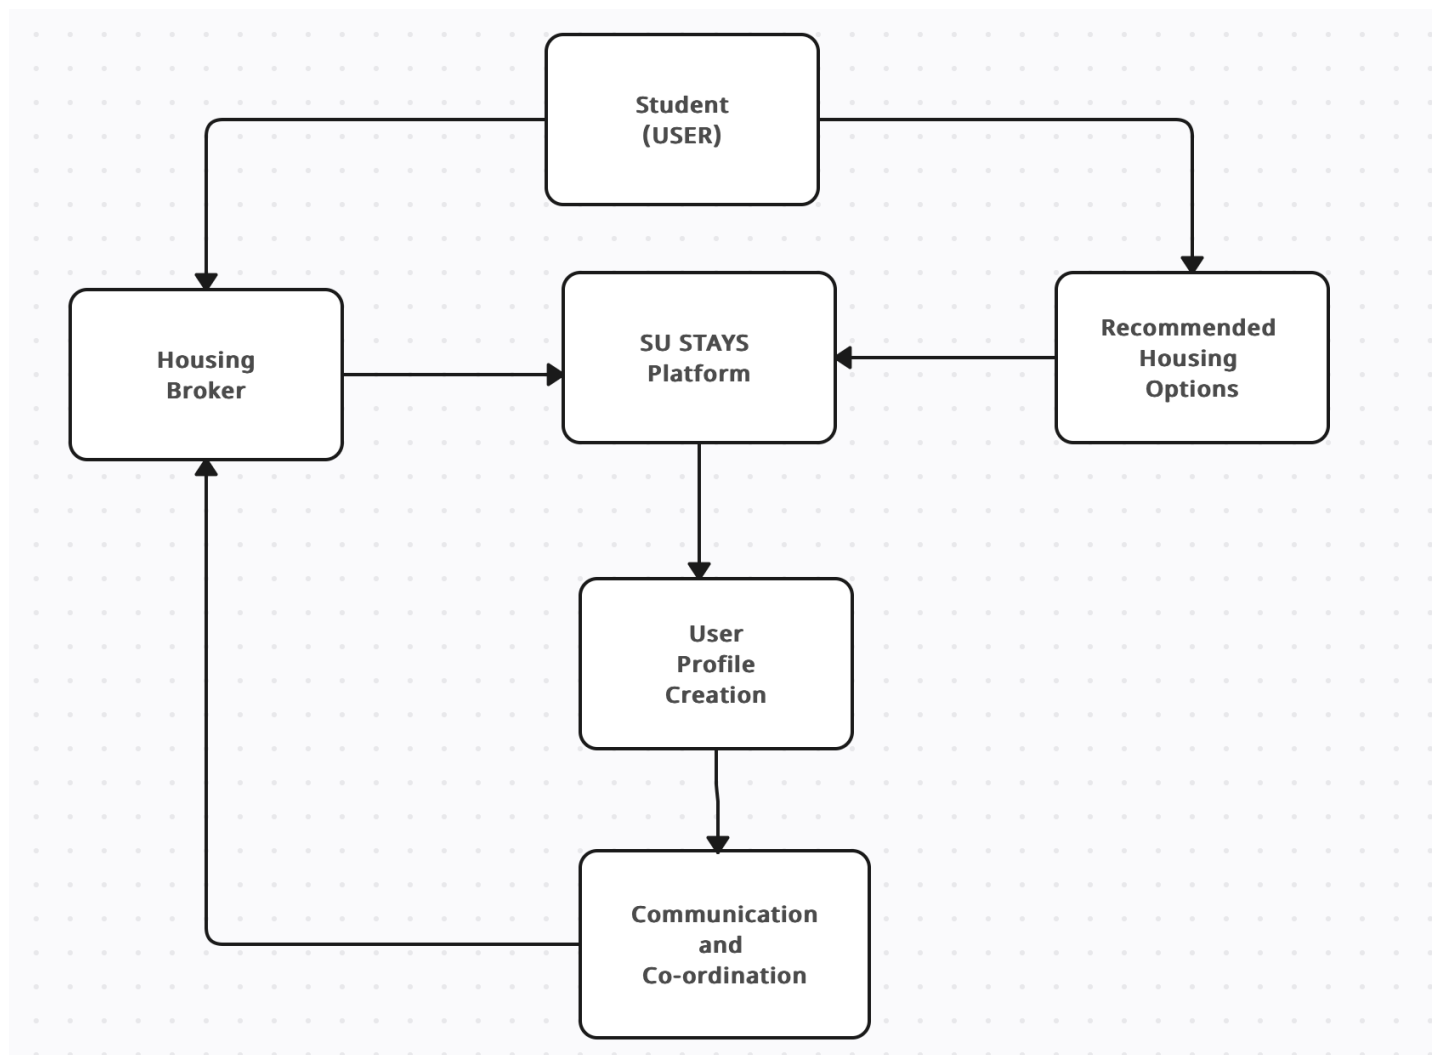 Student
(USER)
Housing
Broker
SU STAYS
Platform
Recommended
Housing
Options
User
Profile
Creation
Communication
and
Co-ordination